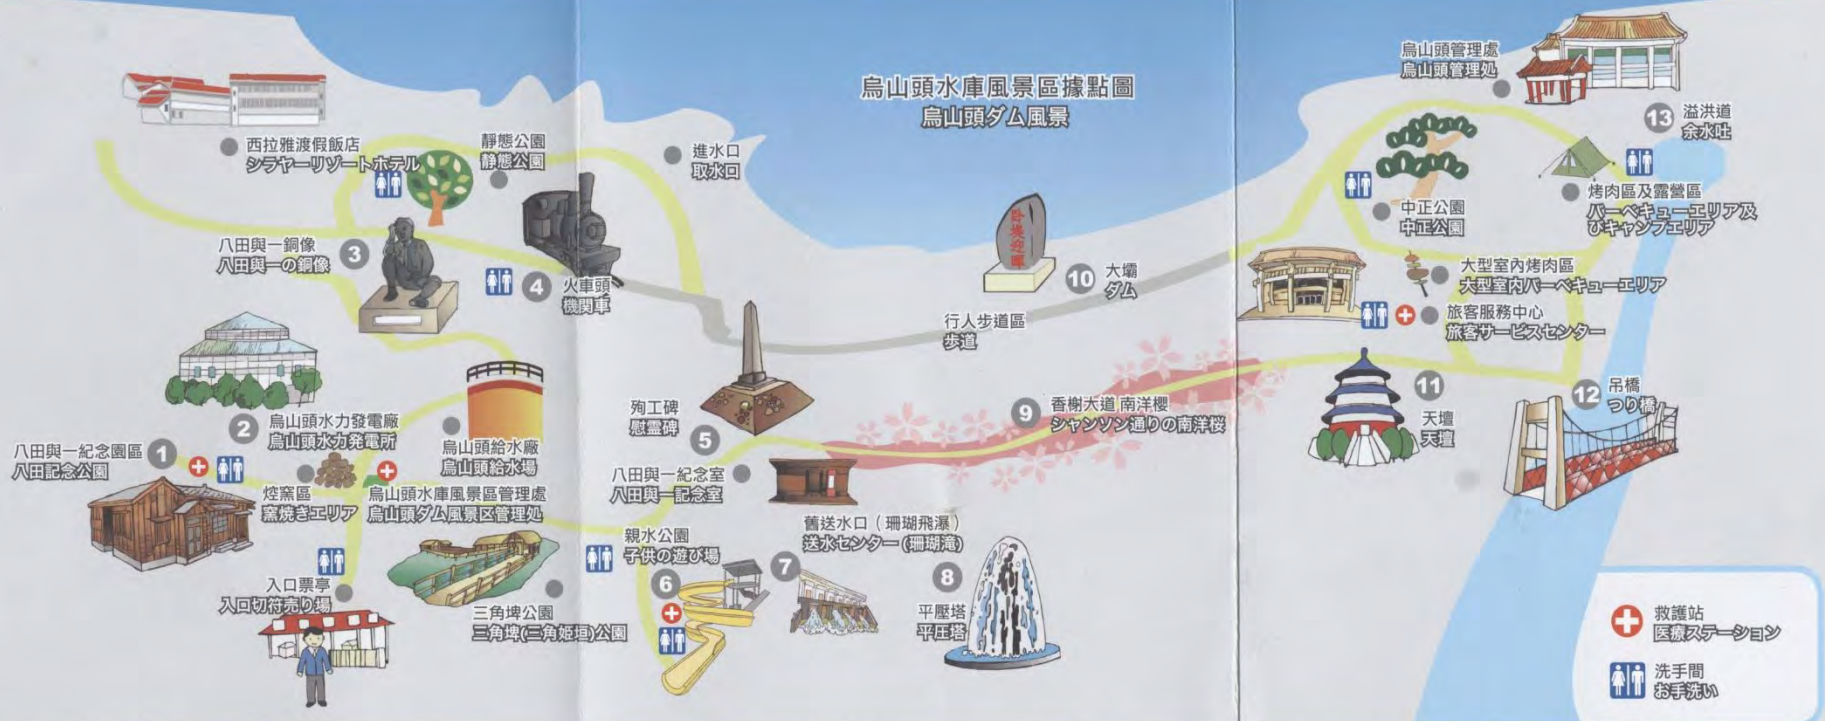 烏山頭水庫風景區據點圖
烏山頭ダム風景
西拉雅渡假飯店
シラヤーリゾートホテル
靜態公園
静態公園
進水口
取水口
八田與一銅像
八田與一の銅像
3
4
火車頭
機関車
臥堤迎暉
10
大壩
ダム
行人步道區
歩道
烏山頭管理處
烏山頭管理処
13
溢洪道
余水吐
中正公園
中正公園
烤肉區及露營區
バーベキューエリア及
びキャンプエリア
大型室內烤肉區
大型室内バーベキューエリア
旅客服務中心
旅客サービスセンター
2
烏山頭水力發電廠
烏山頭水力発電所
八田與一紀念園區
八田記念公園
1
焢窯區
窯焼きエリア
烏山頭給水廠
烏山頭給水場
烏山頭水庫風景區管理處
烏山頭ダム風景区管理処
殉工碑
慰霊碑
5
八田與一紀念室
八田與一記念室
9
香榭大道 南洋櫻
シャンソン通りの南洋桜
11
天壇
天壇
12
吊橋
つり橋
入口票亭
入口切符売り場
三角埤公園
三角埤(三角姫垣)公園
親水公園
子供の遊び場
6
舊送水口（珊瑚飛瀑）
送水センター(珊瑚滝)
7
8
平壓塔
平圧塔
救護站
医療ステーション
洗手間
お手洗い